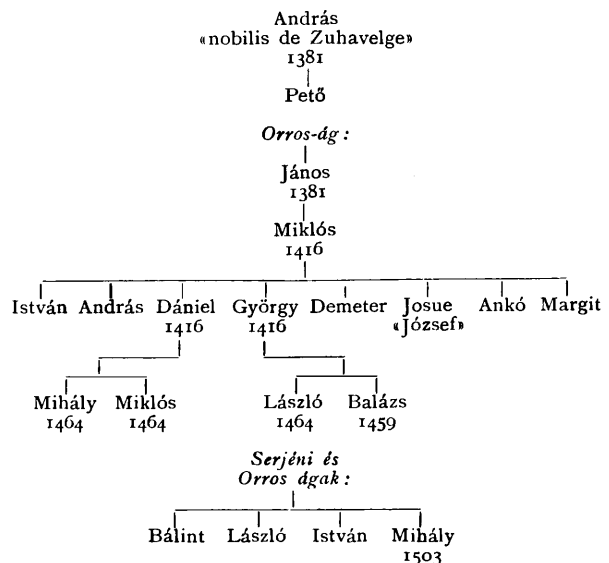 András
«nobilis de Zuhavelge»
1381
Pető
Orros-ág :
János
1381
Miklós
1416
István András Dániel György Demeter Josue Ankó Margit
1416 1416 «József»
Mihály Miklós László Balázs
1464 1464 1464 1459
Serjéni és
Orros ágak :
Bálint László István Mihály
1503